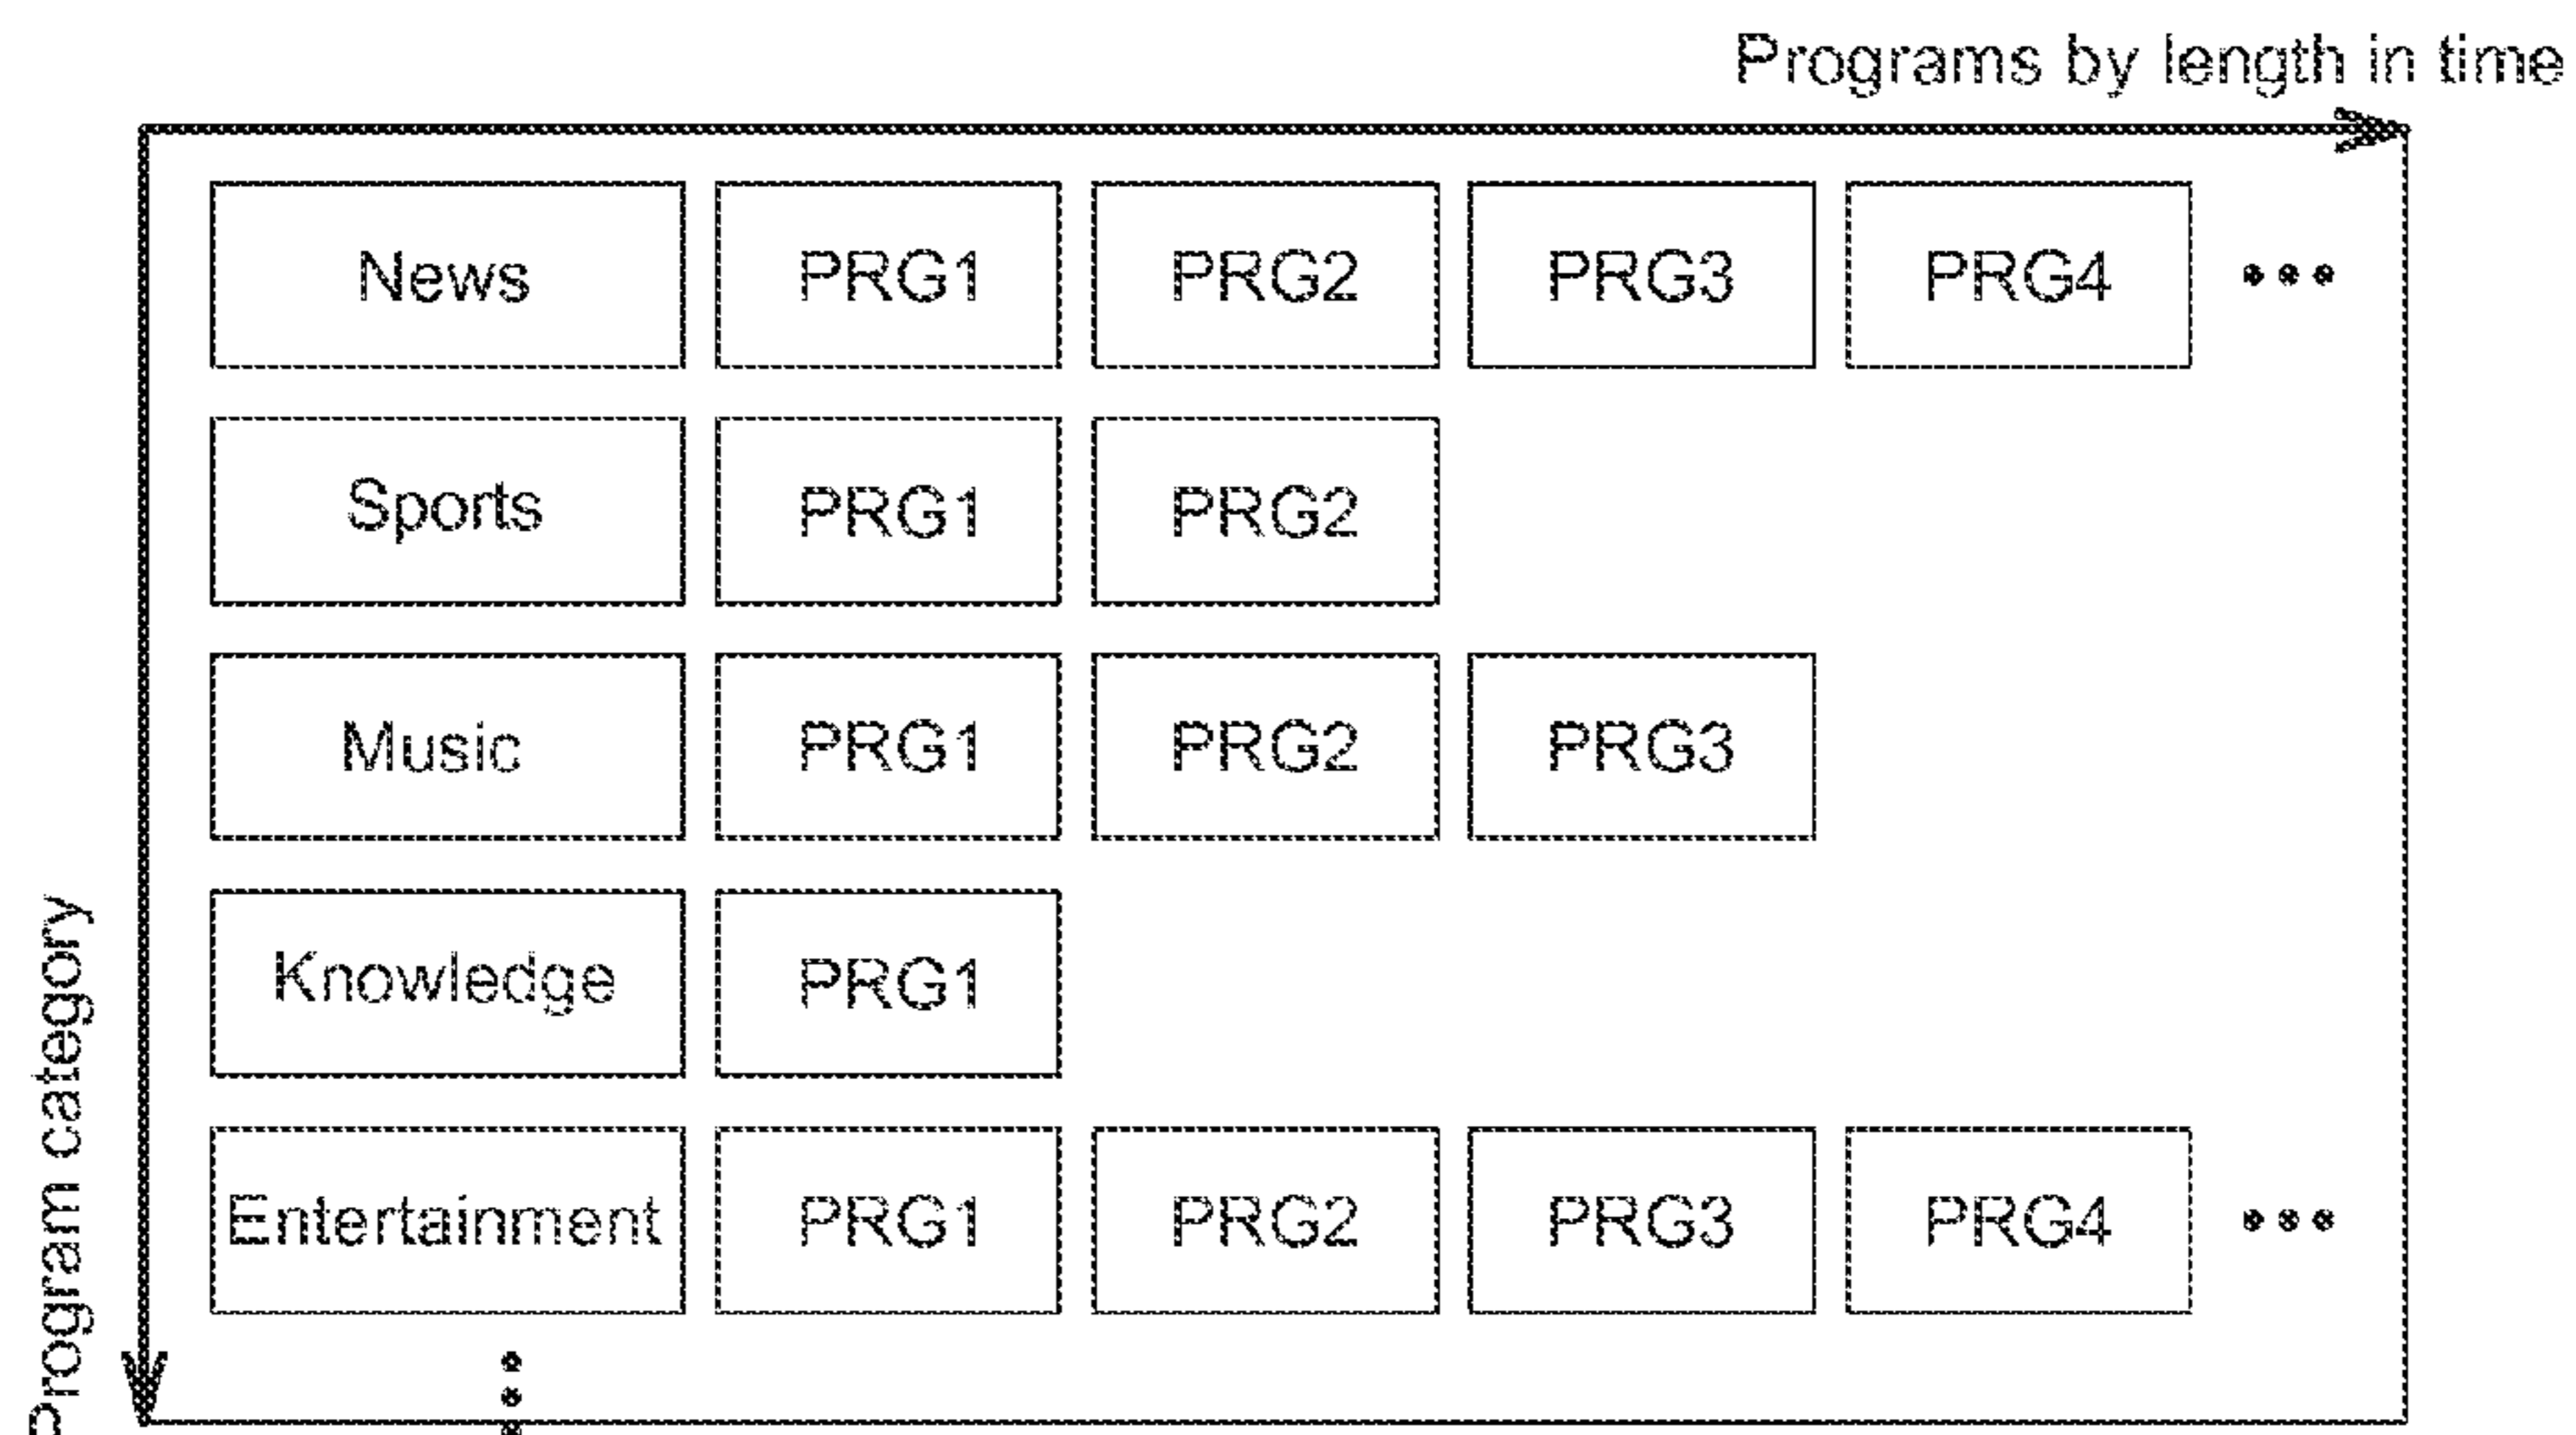 Programs by length in time
News PRG1 PRG2 PRG3 PRG4 •••
Sports PRG1 PRG2
Music PRG1 PRG2 PRG3
Knowledge PRG1
Entertainment PRG1 PRG2 PRG3 PRG4 •••
Program category